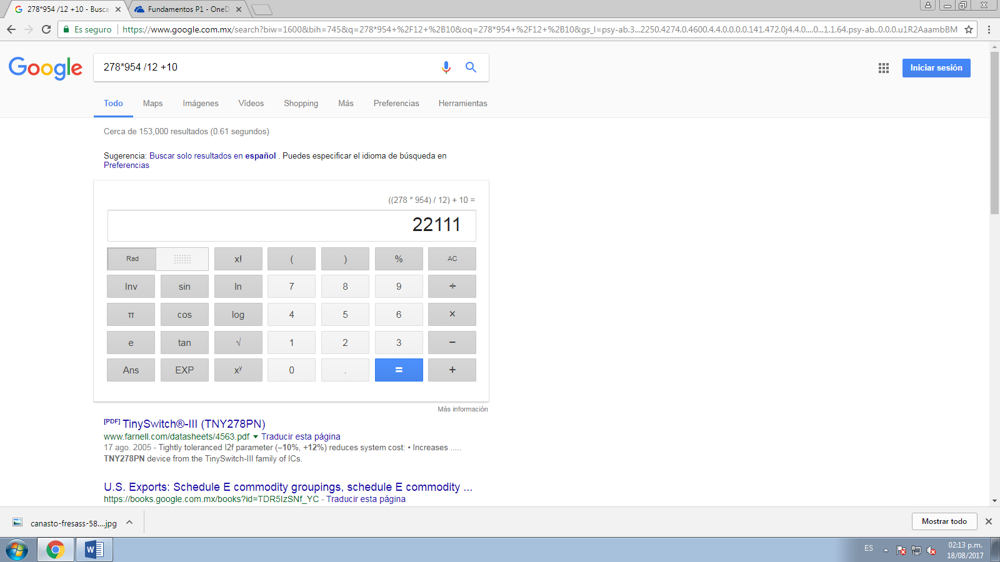 278*954 /12 +10 - Busca
Fundamentos P1 - OneD
Es seguro
https://www.google.com.mx/search?biw=1600&bih=745&q=278*954+%2F12+%2B10&oq=278*954+%2F12+%2B10&gs_l=psy-ab.3...2250.4274.0.4600.4.4.0.0.0.0.141.472.0j4.4.0....0...1.1.64.psy-ab..0.0.0.u1R2AaambBM
Google
278*954 /12 +10
Iniciar sesión
Todo Maps Imágenes Vídeos Shopping Más Preferencias Herramientas
Cerca de 153,000 resultados (0.61 segundos)
Sugerencia: Buscar solo resultados en español . Puedes especificar el idioma de búsqueda en
Preferencias
((278 * 954) / 12) + 10 =
22111
Rad x! ( ) % AC
Inv sin ln 7 8 9 ÷
π cos log 4 5 6 ×
e tan √ 1 2 3 −
Ans EXP xʸ 0 . = +
Más información
[PDF] TinySwitch®-III (TNY278PN)
www.farnell.com/datasheets/4563.pdf ▼ Traducir esta página
17 ago. 2005 - Tightly toleranced I2f parameter (–10%, +12%) reduces system cost: • Increases .....
TNY278PN device from the TinySwitch-III family of ICs.
U.S. Exports: Schedule E commodity groupings, schedule E commodity ...
https://books.google.com.mx/books?id=TDR5IzSNf_YC - Traducir esta página
canasto-fresass-58....jpg
Mostrar todo
ES
02:13 p.m.
18/08/2017